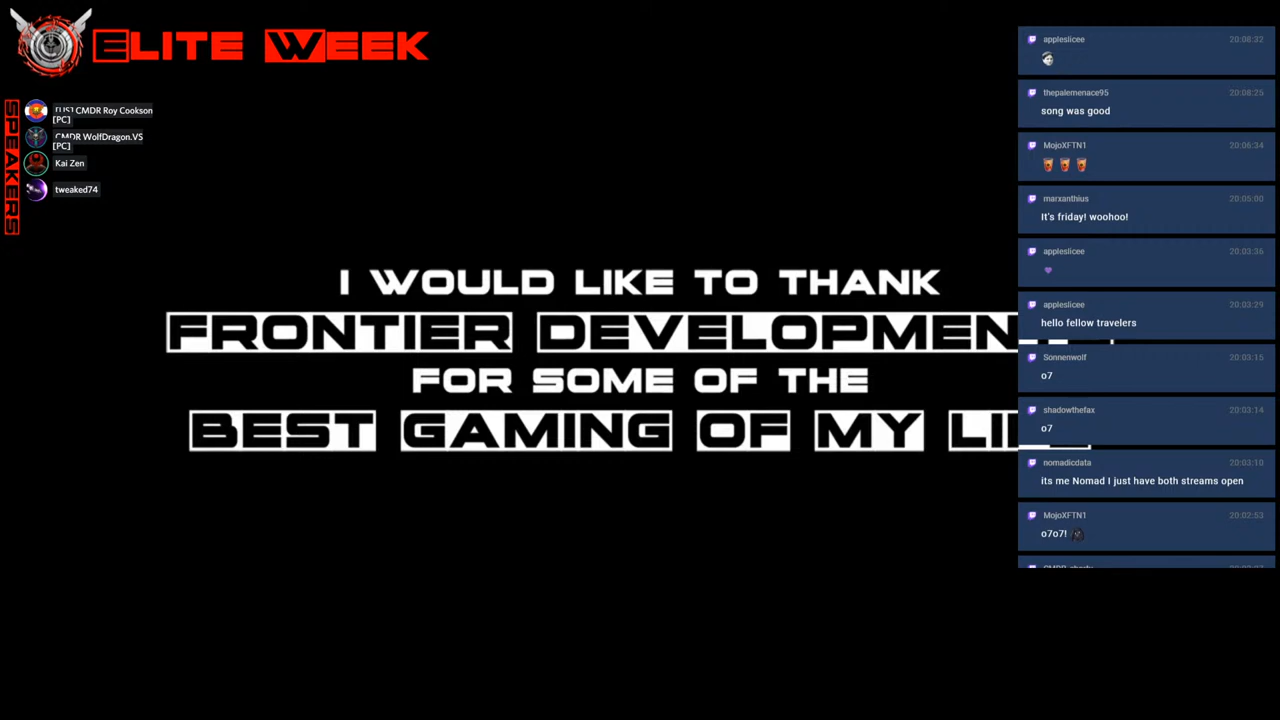 ELITE WEEK
SPEAKERS
[US] CMDR Roy Cookson
[PC]
CMDR WolfDragon.VS
[PC]
Kai Zen
tweaked74
I WOULD LIKE TO THANK
FRONTIER DEVELOPMEN
FOR SOME OF THE
BEST GAMING OF MY
appleslicee 20:08:32
thepalemenace95 20:08:25
song was good
MojoXFTN1 20:06:34
marxanthius 20:05:00
It's friday! woohoo!
appleslicee 20:03:36
appleslicee 20:03:29
hello fellow travelers
Sonnenwolf 20:03:15
o7
shadowthefax 20:03:14
o7
nomadicdata 20:03:10
its me Nomad I just have both streams open
MojoXFTN1 20:02:53
o7o7!